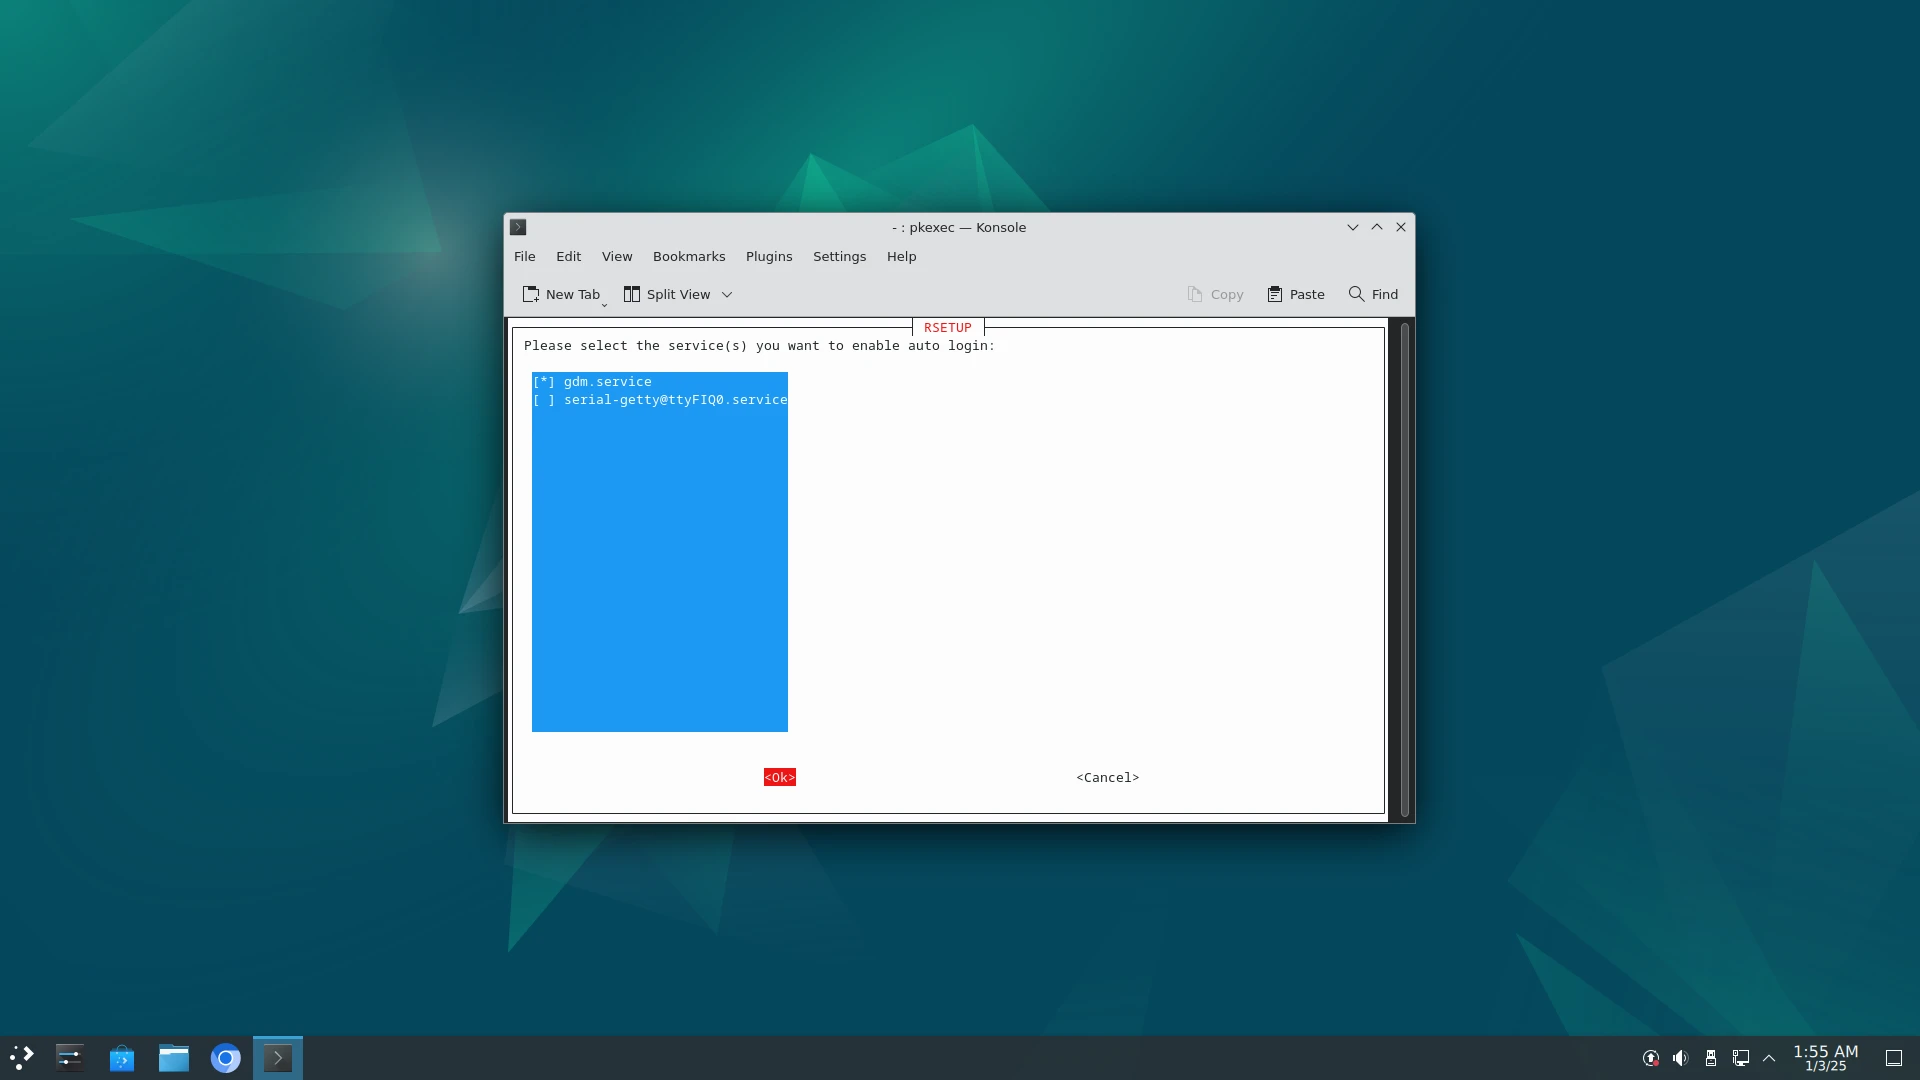 - : pkexec — Konsole
File Edit View Bookmarks Plugins Settings Help
New Tab Split View Copy Paste Find
RSETUP
Please select the service(s) you want to enable auto login:
[*] gdm.service
[ ] serial-getty@ttyFIQ0.service
<Ok> <Cancel>
1:55 AM
1/3/25